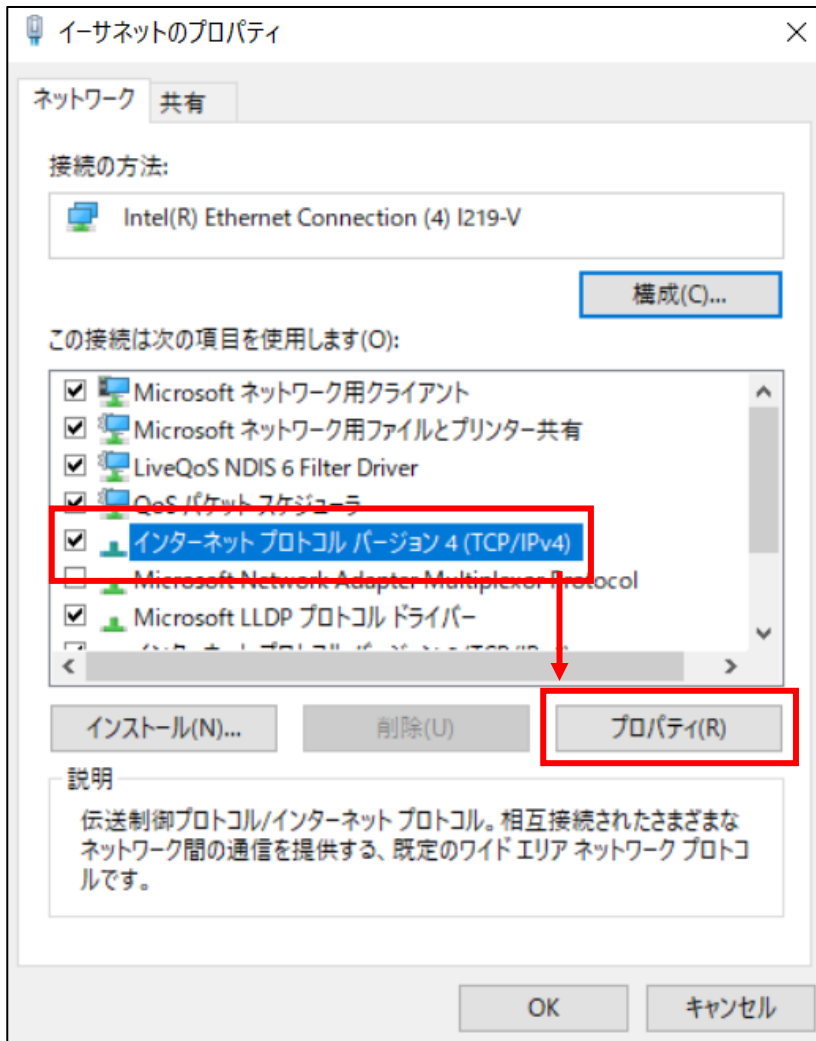 イーサネットのプロパティ
ネットワーク 共有
接続の方法:
Intel(R) Ethernet Connection (4) I219-V
構成(C)...
この接続は次の項目を使用します(O):
Microsoft ネットワーク用クライアント
Microsoft ネットワーク用ファイルとプリンター共有
LiveQoS NDIS 6 Filter Driver
QoS パケット スケジューラ
インターネット プロトコル バージョン 4 (TCP/IPv4)
Microsoft Network Adapter Multiplexor Protocol
Microsoft LLDP プロトコル ドライバー
インストール(N)... 削除(U) プロパティ(R)
説明
伝送制御プロトコル/インターネット プロトコル。相互接続されたさまざまな
ネットワーク間の通信を提供する、既定のワイド エリア ネットワーク プロトコ
ルです。
OK キャンセル